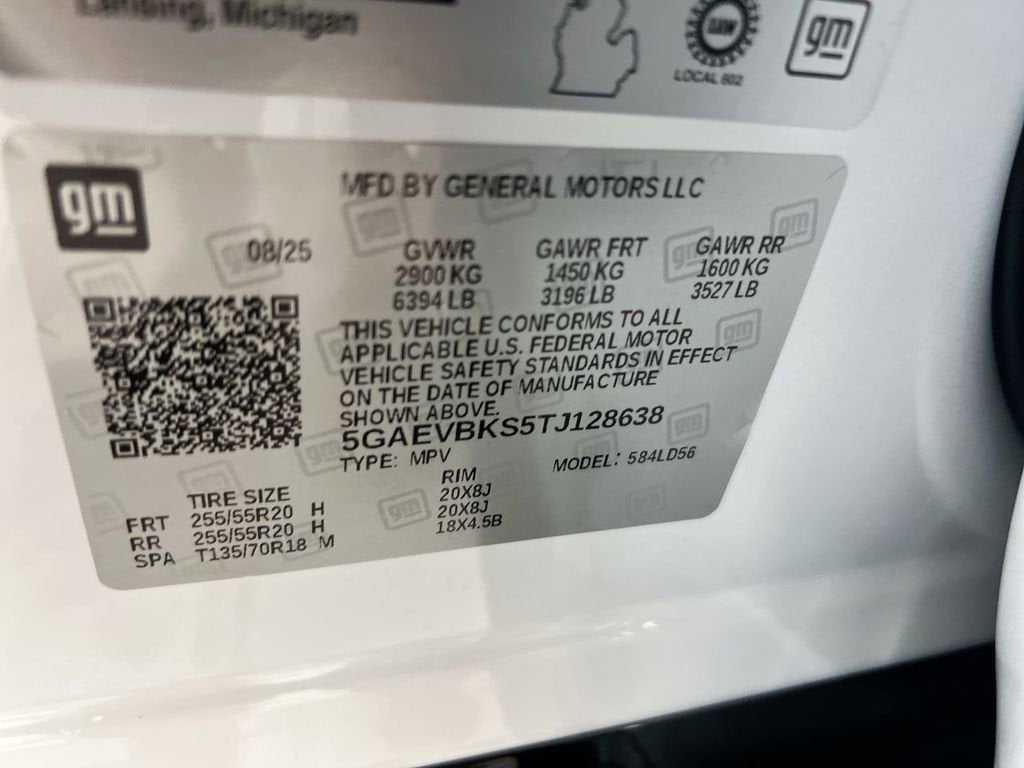 Lansing, Michigan
UAW
LOCAL 602
gm
gm
MFD BY GENERAL MOTORS LLC
08/25
GVWR GAWR FRT GAWR RR
2900 KG 1450 KG 1600 KG
6394 LB 3196 LB 3527 LB
THIS VEHICLE CONFORMS TO ALL
APPLICABLE U.S. FEDERAL MOTOR
VEHICLE SAFETY STANDARDS IN EFFECT
ON THE DATE OF MANUFACTURE
SHOWN ABOVE.
5GAEVBKS5TJ128638
TYPE: MPV MODEL: 584LD56
TIRE SIZE RIM
FRT 255/55R20 H 20X8J
RR 255/55R20 H 20X8J
SPA T135/70R18 M 18X4.5B